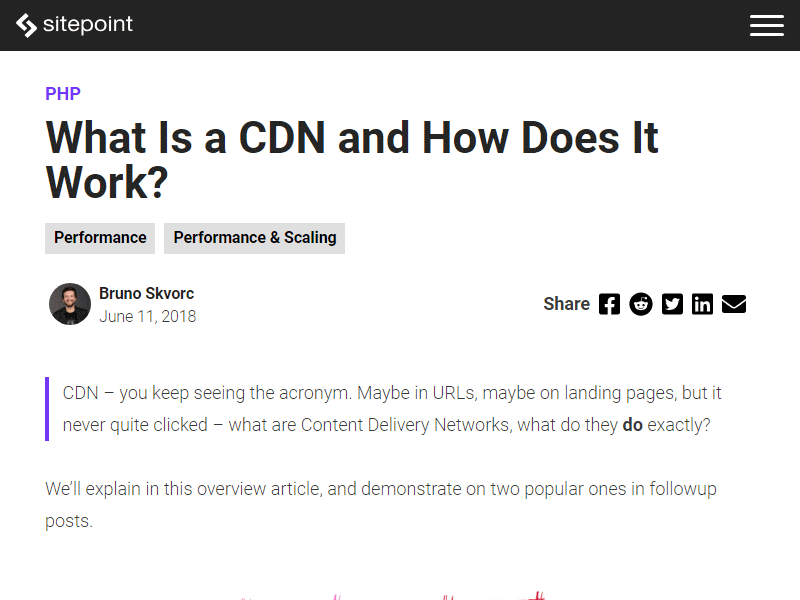 sitepoint
PHP
What Is a CDN and How Does It
Work?
Performance
Performance & Scaling
Bruno Skvorc
June 11, 2018
Share
CDN – you keep seeing the acronym. Maybe in URLs, maybe on landing pages, but it
never quite clicked – what are Content Delivery Networks, what do they do exactly?
We’ll explain in this overview article, and demonstrate on two popular ones in followup
posts.